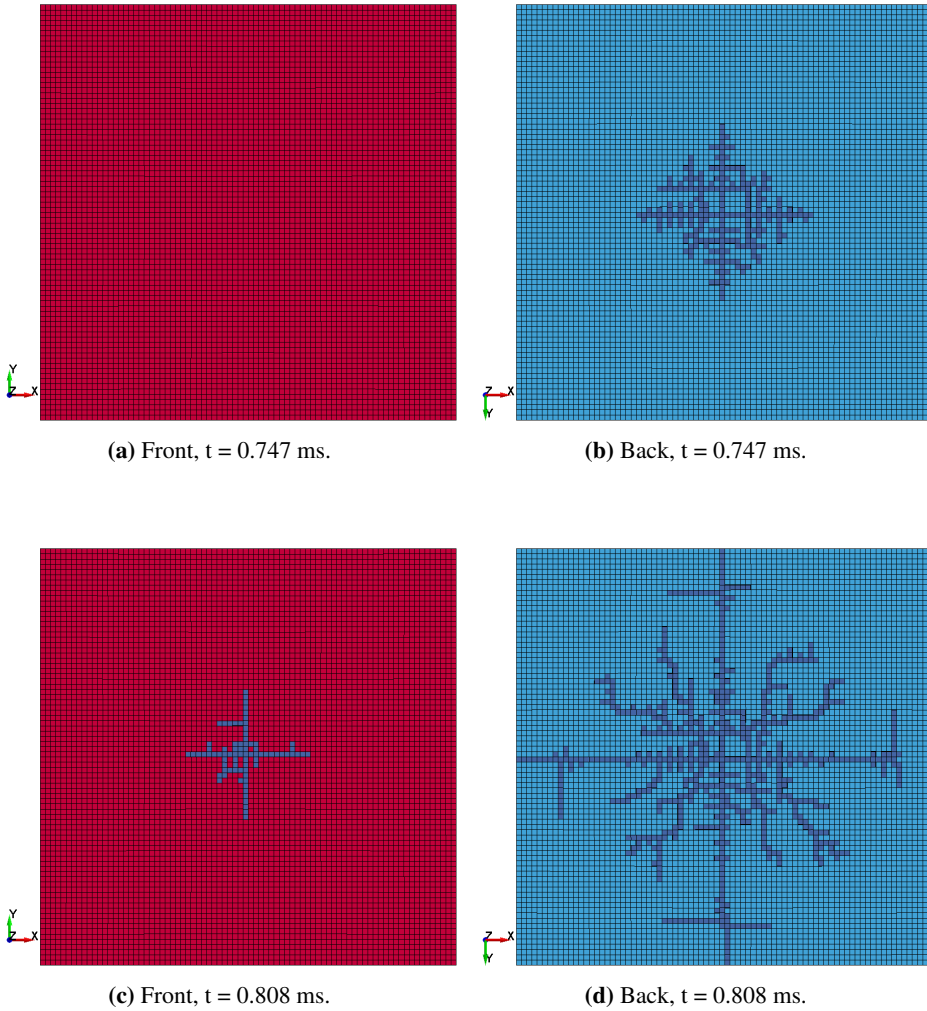 Y
Z X
Z X
Y
(a) Front, t = 0.747 ms.
(b) Back, t = 0.747 ms.
Y
Z X
Z X
Y
(c) Front, t = 0.808 ms.
(d) Back, t = 0.808 ms.